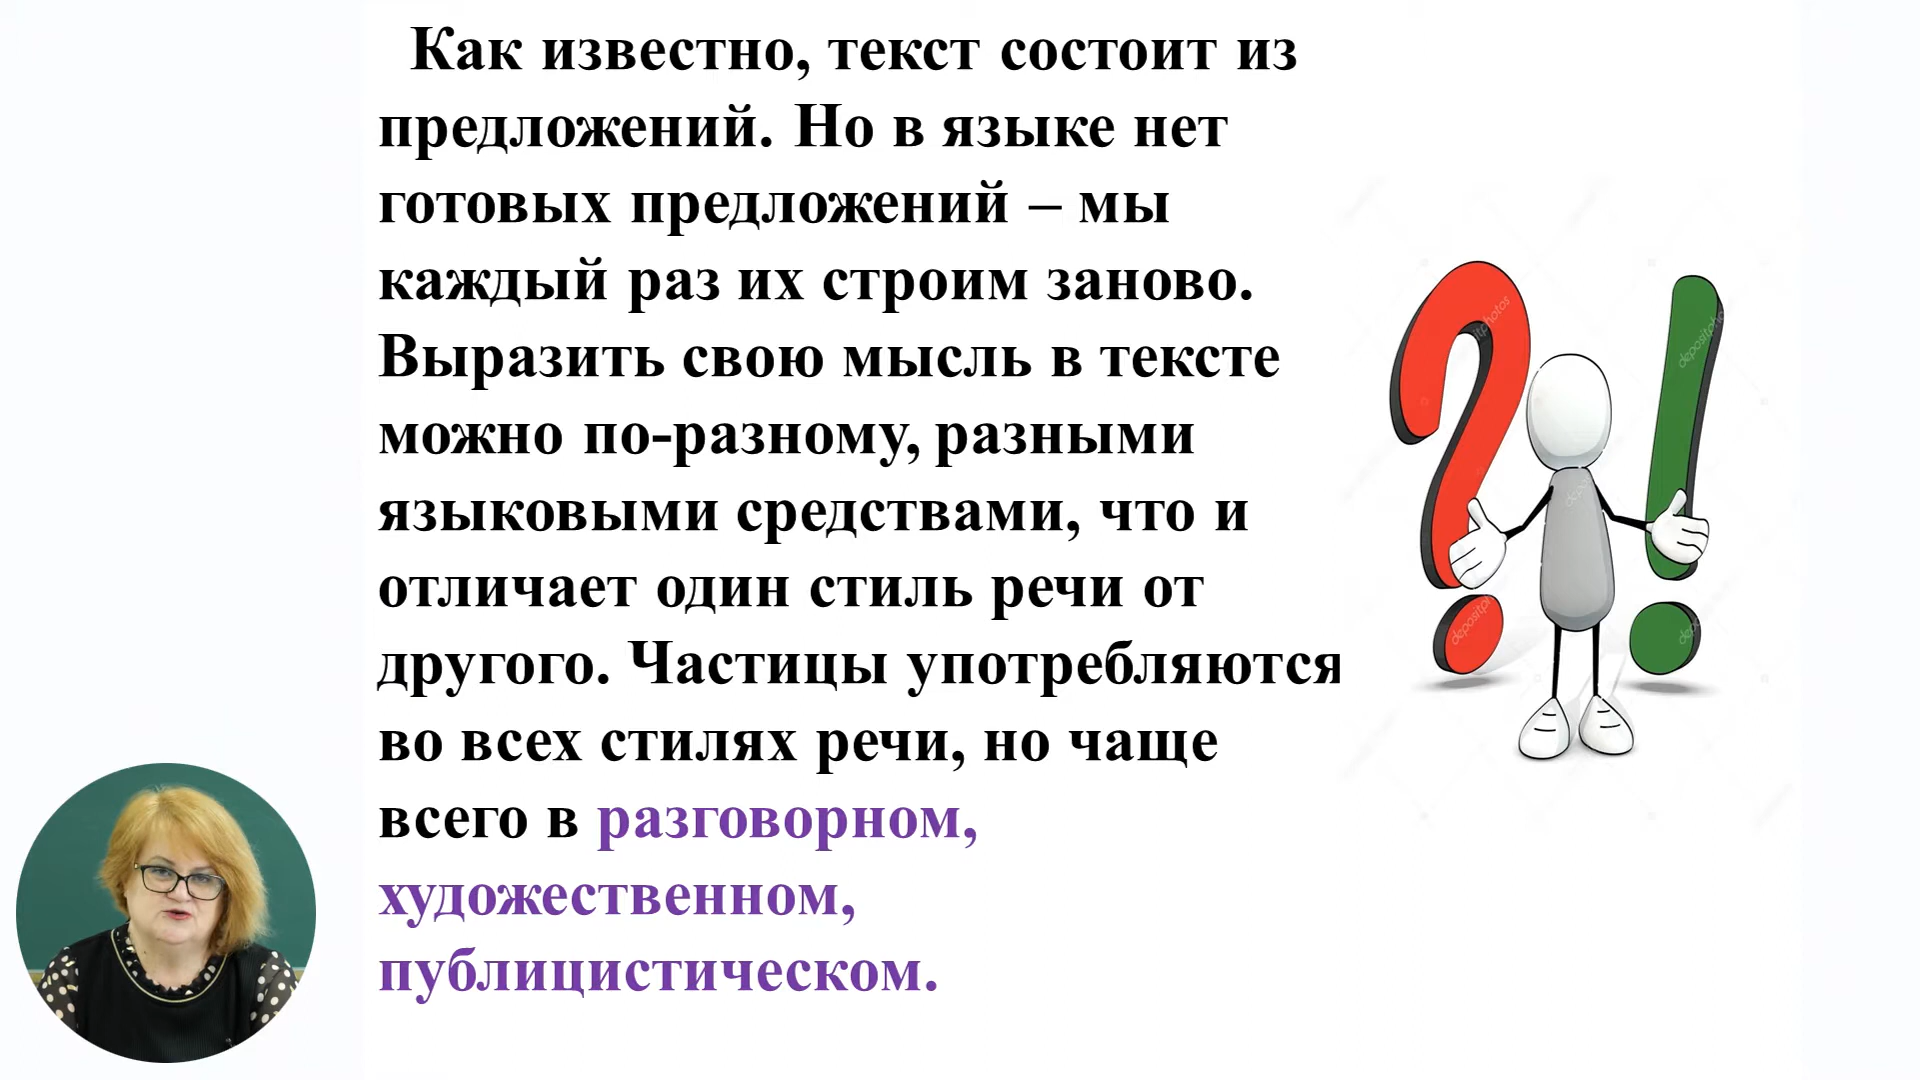 Как известно, текст состоит из
предложений. Но в языке нет
готовых предложений – мы
каждый раз их строим заново.
Выразить свою мысль в тексте
можно по-разному, разными
языковыми средствами, что и
отличает один стиль речи от
другого. Частицы употребляются
во всех стилях речи, но чаще
всего в разговорном,
художественном,
публицистическом.